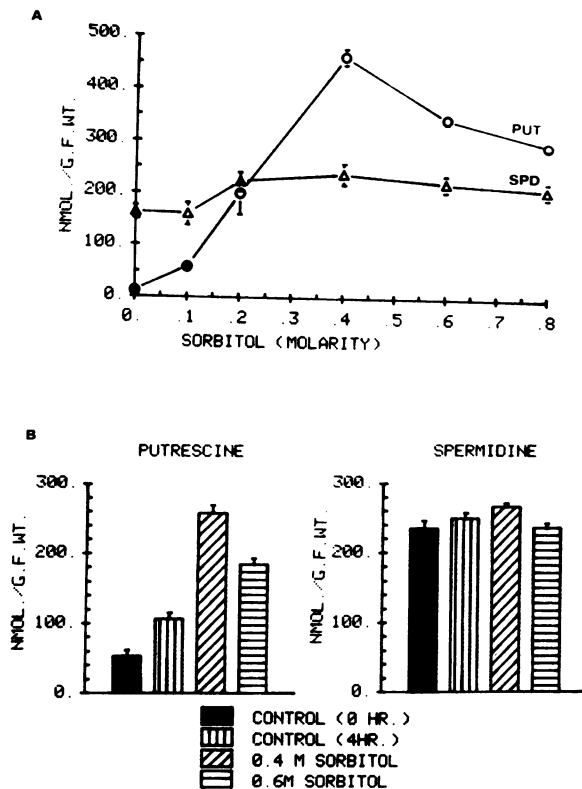 A
NMOL./G.F.WT.
500.
400.
300.
200.
100.
0.
PUT
SPD
0. .1 .2 .3 .4 .5 .6 .7 0.8
SORBITOL (MOLARITY)
B
PUTRESCINE
NMOL./G.F.WT.
300.
200.
100.
0.
SPERMIDINE
NMOL./G.F.WT.
300.
200.
100.
0.
CONTROL (0 HR.)
CONTROL (4HR.)
0.4 M SORBITOL
0.6M SORBITOL